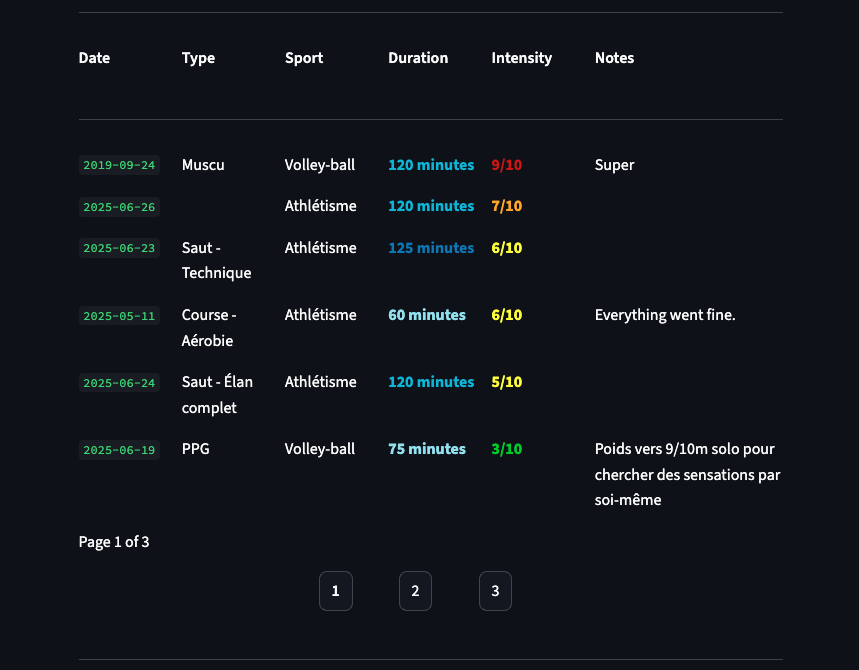 Date Type Sport Duration Intensity Notes
2019-09-24 Muscu Volley-ball 120 minutes 9/10 Super
2025-06-26 Athlétisme 120 minutes 7/10
2025-06-23 Saut - Athlétisme 125 minutes 6/10
Technique
2025-05-11 Course - Athlétisme 60 minutes 6/10 Everything went fine.
Aérobie
2025-06-24 Saut - Élan Athlétisme 120 minutes 5/10
complet
2025-06-19 PPG Volley-ball 75 minutes 3/10 Poids vers 9/10m solo pour
chercher des sensations par
soi-même
Page 1 of 3
1 2 3